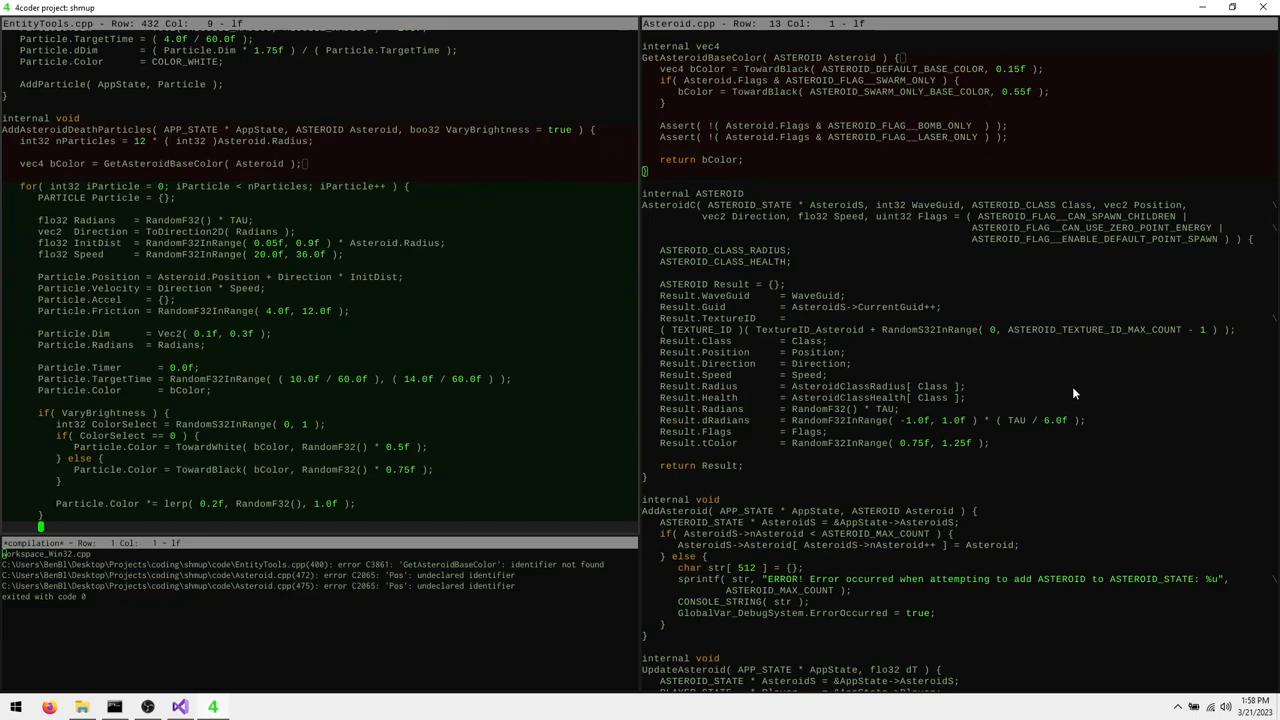 4coder project: shmup
EntityTools.cpp - Row: 432 Col: 9 - lf
Particle.TargetTime = ( 4.0f / 60.0f );
Particle.dDim = ( Particle.Dim * 1.75f ) / ( Particle.TargetTime );
Particle.Color = COLOR_WHITE;
AddParticle( AppState, Particle );
}
internal void
AddAsteroidDeathParticles( APP_STATE * AppState, ASTEROID Asteroid, boo32 VaryBrightness = true ) {
int32 nParticles = 12 * ( int32 )Asteroid.Radius;
vec4 bColor = GetAsteroidBaseColor( Asteroid );
for( int32 iParticle = 0; iParticle < nParticles; iParticle++ ) {
PARTICLE Particle = {};
flo32 Radians = RandomF32() * TAU;
vec2 Direction = ToDirection2D( Radians );
flo32 InitDist = RandomF32InRange( 0.05f, 0.9f ) * Asteroid.Radius;
flo32 Speed = RandomF32InRange( 20.0f, 36.0f );
Particle.Position = Asteroid.Position + Direction * InitDist;
Particle.Velocity = Direction * Speed;
Particle.Accel = {};
Particle.Friction = RandomF32InRange( 4.0f, 12.0f );
Particle.Dim = Vec2( 0.1f, 0.3f );
Particle.Radians = Radians;
Particle.Timer = 0.0f;
Particle.TargetTime = RandomF32InRange( ( 10.0f / 60.0f ), ( 14.0f / 60.0f ) );
Particle.Color = bColor;
if( VaryBrightness ) {
int32 ColorSelect = RandomS32InRange( 0, 1 );
if( ColorSelect == 0 ) {
Particle.Color = TowardWhite( bColor, RandomF32() * 0.5f );
} else {
Particle.Color = TowardBlack( bColor, RandomF32() * 0.75f );
}
Particle.Color *= lerp( 0.2f, RandomF32(), 1.0f );
}
*compilation* - Row: 1 Col: 1 - lf
Workspace_Win32.cpp
C:\Users\BenBl\Desktop\Projects\coding\shmup\code\EntityTools.cpp(400): error C3861: 'GetAsteroidBaseColor': identifier not found
C:\Users\BenBl\Desktop\Projects\coding\shmup\code\Asteroid.cpp(472): error C2065: 'Pos': undeclared identifier
C:\Users\BenBl\Desktop\Projects\coding\shmup\code\Asteroid.cpp(475): error C2065: 'Pos': undeclared identifier
exited with code 0
Asteroid.cpp - Row: 13 Col: 1 - lf
internal vec4
GetAsteroidBaseColor( ASTEROID Asteroid ) {
vec4 bColor = TowardBlack( ASTEROID_DEFAULT_BASE_COLOR, 0.15f );
if( Asteroid.Flags & ASTEROID_FLAG__SWARM_ONLY ) {
bColor = TowardBlack( ASTEROID_SWARM_ONLY_BASE_COLOR, 0.55f );
}
Assert( !( Asteroid.Flags & ASTEROID_FLAG__BOMB_ONLY ) );
Assert( !( Asteroid.Flags & ASTEROID_FLAG__LASER_ONLY ) );
return bColor;
}
internal ASTEROID
AsteroidC( ASTEROID_STATE * AsteroidS, int32 WaveGuid, ASTEROID_CLASS Class, vec2 Position, \
vec2 Direction, flo32 Speed, uint32 Flags = ( ASTEROID_FLAG__CAN_SPAWN_CHILDREN | \
ASTEROID_FLAG__CAN_USE_ZERO_POINT_ENERGY | \
ASTEROID_FLAG__ENABLE_DEFAULT_POINT_SPAWN ) ) {
ASTEROID_CLASS_RADIUS;
ASTEROID_CLASS_HEALTH;
ASTEROID Result = {};
Result.WaveGuid = WaveGuid;
Result.Guid = AsteroidS->CurrentGuid++;
Result.TextureID = \
( TEXTURE_ID )( TextureID_Asteroid + RandomS32InRange( 0, ASTEROID_TEXTURE_ID_MAX_COUNT - 1 ) );
Result.Class = Class;
Result.Position = Position;
Result.Direction = Direction;
Result.Speed = Speed;
Result.Radius = AsteroidClassRadius[ Class ];
Result.Health = AsteroidClassHealth[ Class ];
Result.Radians = RandomF32() * TAU;
Result.dRadians = RandomF32InRange( -1.0f, 1.0f ) * ( TAU / 6.0f );
Result.Flags = Flags;
Result.tColor = RandomF32InRange( 0.75f, 1.25f );
return Result;
}
internal void
AddAsteroid( APP_STATE * AppState, ASTEROID Asteroid ) {
ASTEROID_STATE * AsteroidS = &AppState->AsteroidS;
if( AsteroidS->nAsteroid < ASTEROID_MAX_COUNT ) {
AsteroidS->Asteroid[ AsteroidS->nAsteroid++ ] = Asteroid;
} else {
char str[ 512 ] = {};
sprintf( str, "ERROR! Error occurred when attempting to add ASTEROID to ASTEROID_STATE: %u", \
ASTEROID_MAX_COUNT );
CONSOLE_STRING( str );
GlobalVar_DebugSystem.ErrorOccurred = true;
}
}
internal void
UpdateAsteroid( APP_STATE * AppState, flo32 dT ) {
ASTEROID_STATE * AsteroidS = &AppState->AsteroidS;
1:58 PM
3/21/2023